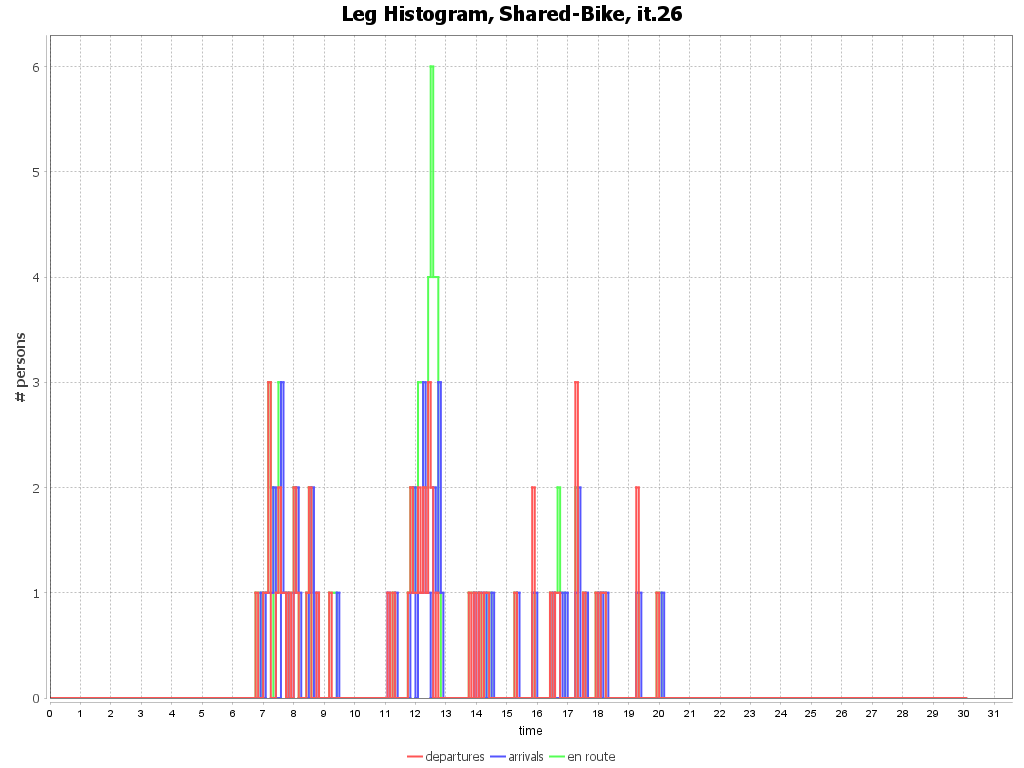 Leg Histogram, Shared-Bike, it.26
# persons
6
5
4
3
2
1
0
0 1 2 3 4 5 6 7 8 9 10 11 12 13 14 15 16 17 18 19 20 21 22 23 24 25 26 27 28 29 30 31
time
departures arrivals en route